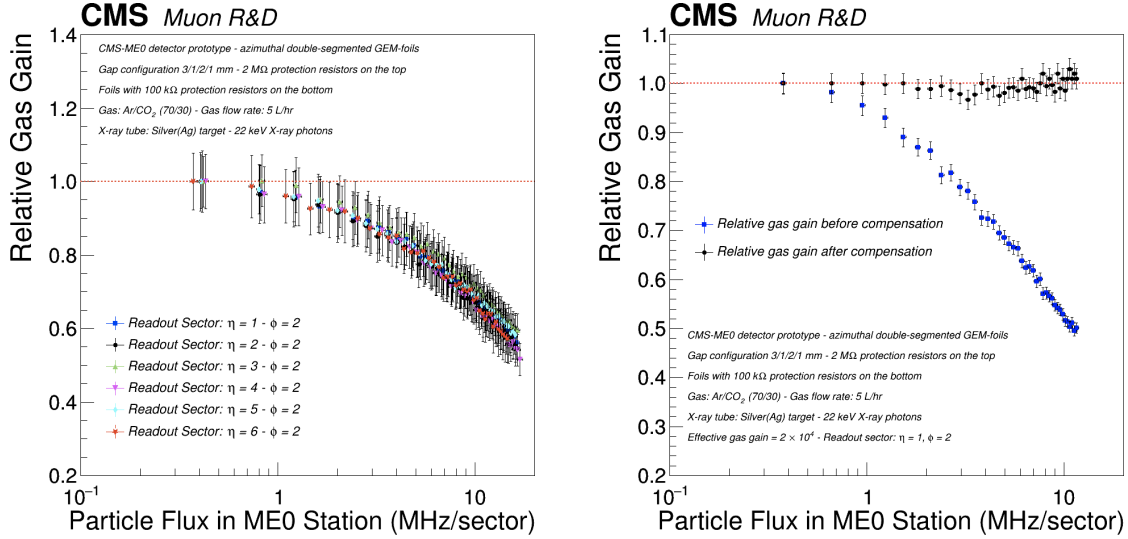 CMS Muon R&D
Relative Gas Gain
1.4
1.2
1.0
0.8
0.6
0.4
0.2
CMS-ME0 detector prototype - azimuthal double-segmented GEM-foils
Gap configuration 3/1/2/1 mm - 2 MΩ protection resistors on the top
Foils with 100 kΩ protection resistors on the bottom
Gas: Ar/CO₂ (70/30) - Gas flow rate: 5 L/hr
X-ray tube: Silver(Ag) target - 22 keV X-ray photons
Readout Sector: η = 1 - ϕ = 2
Readout Sector: η = 2 - ϕ = 2
Readout Sector: η = 3 - ϕ = 2
Readout Sector: η = 4 - ϕ = 2
Readout Sector: η = 5 - ϕ = 2
Readout Sector: η = 6 - ϕ = 2
10⁻¹ 1 10
Particle Flux in ME0 Station (MHz/sector)
CMS Muon R&D
Relative Gas Gain
1.1
1.0
0.9
0.8
0.7
0.6
0.5
0.4
0.3
0.2
Relative gas gain before compensation
Relative gas gain after compensation
CMS-ME0 detector prototype - azimuthal double-segmented GEM-foils
Gap configuration 3/1/2/1 mm - 2 MΩ protection resistors on the top
Foils with 100 kΩ protection resistors on the bottom
Gas: Ar/CO₂ (70/30) - Gas flow rate: 5 L/hr
X-ray tube: Silver(Ag) target - 22 keV X-ray photons
Effective gas gain = 2 × 10⁴ - Readout sector: η = 1, ϕ = 2
10⁻¹ 1 10
Particle Flux in ME0 Station (MHz/sector)